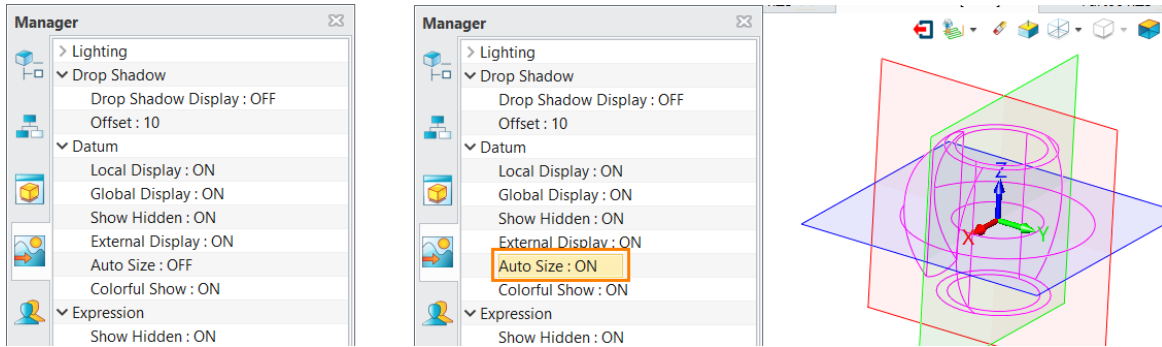 Manager
Lighting
Drop Shadow
Drop Shadow Display : OFF
Offset : 10
Datum
Local Display : ON
Global Display : ON
Show Hidden : ON
External Display : ON
Auto Size : OFF
Colorful Show : ON
Expression
Show Hidden : ON
Manager
Lighting
Drop Shadow
Drop Shadow Display : OFF
Offset : 10
Datum
Local Display : ON
Global Display : ON
Show Hidden : ON
External Display : ON
Auto Size : ON
Colorful Show : ON
Expression
Show Hidden : ON
Z
X Y